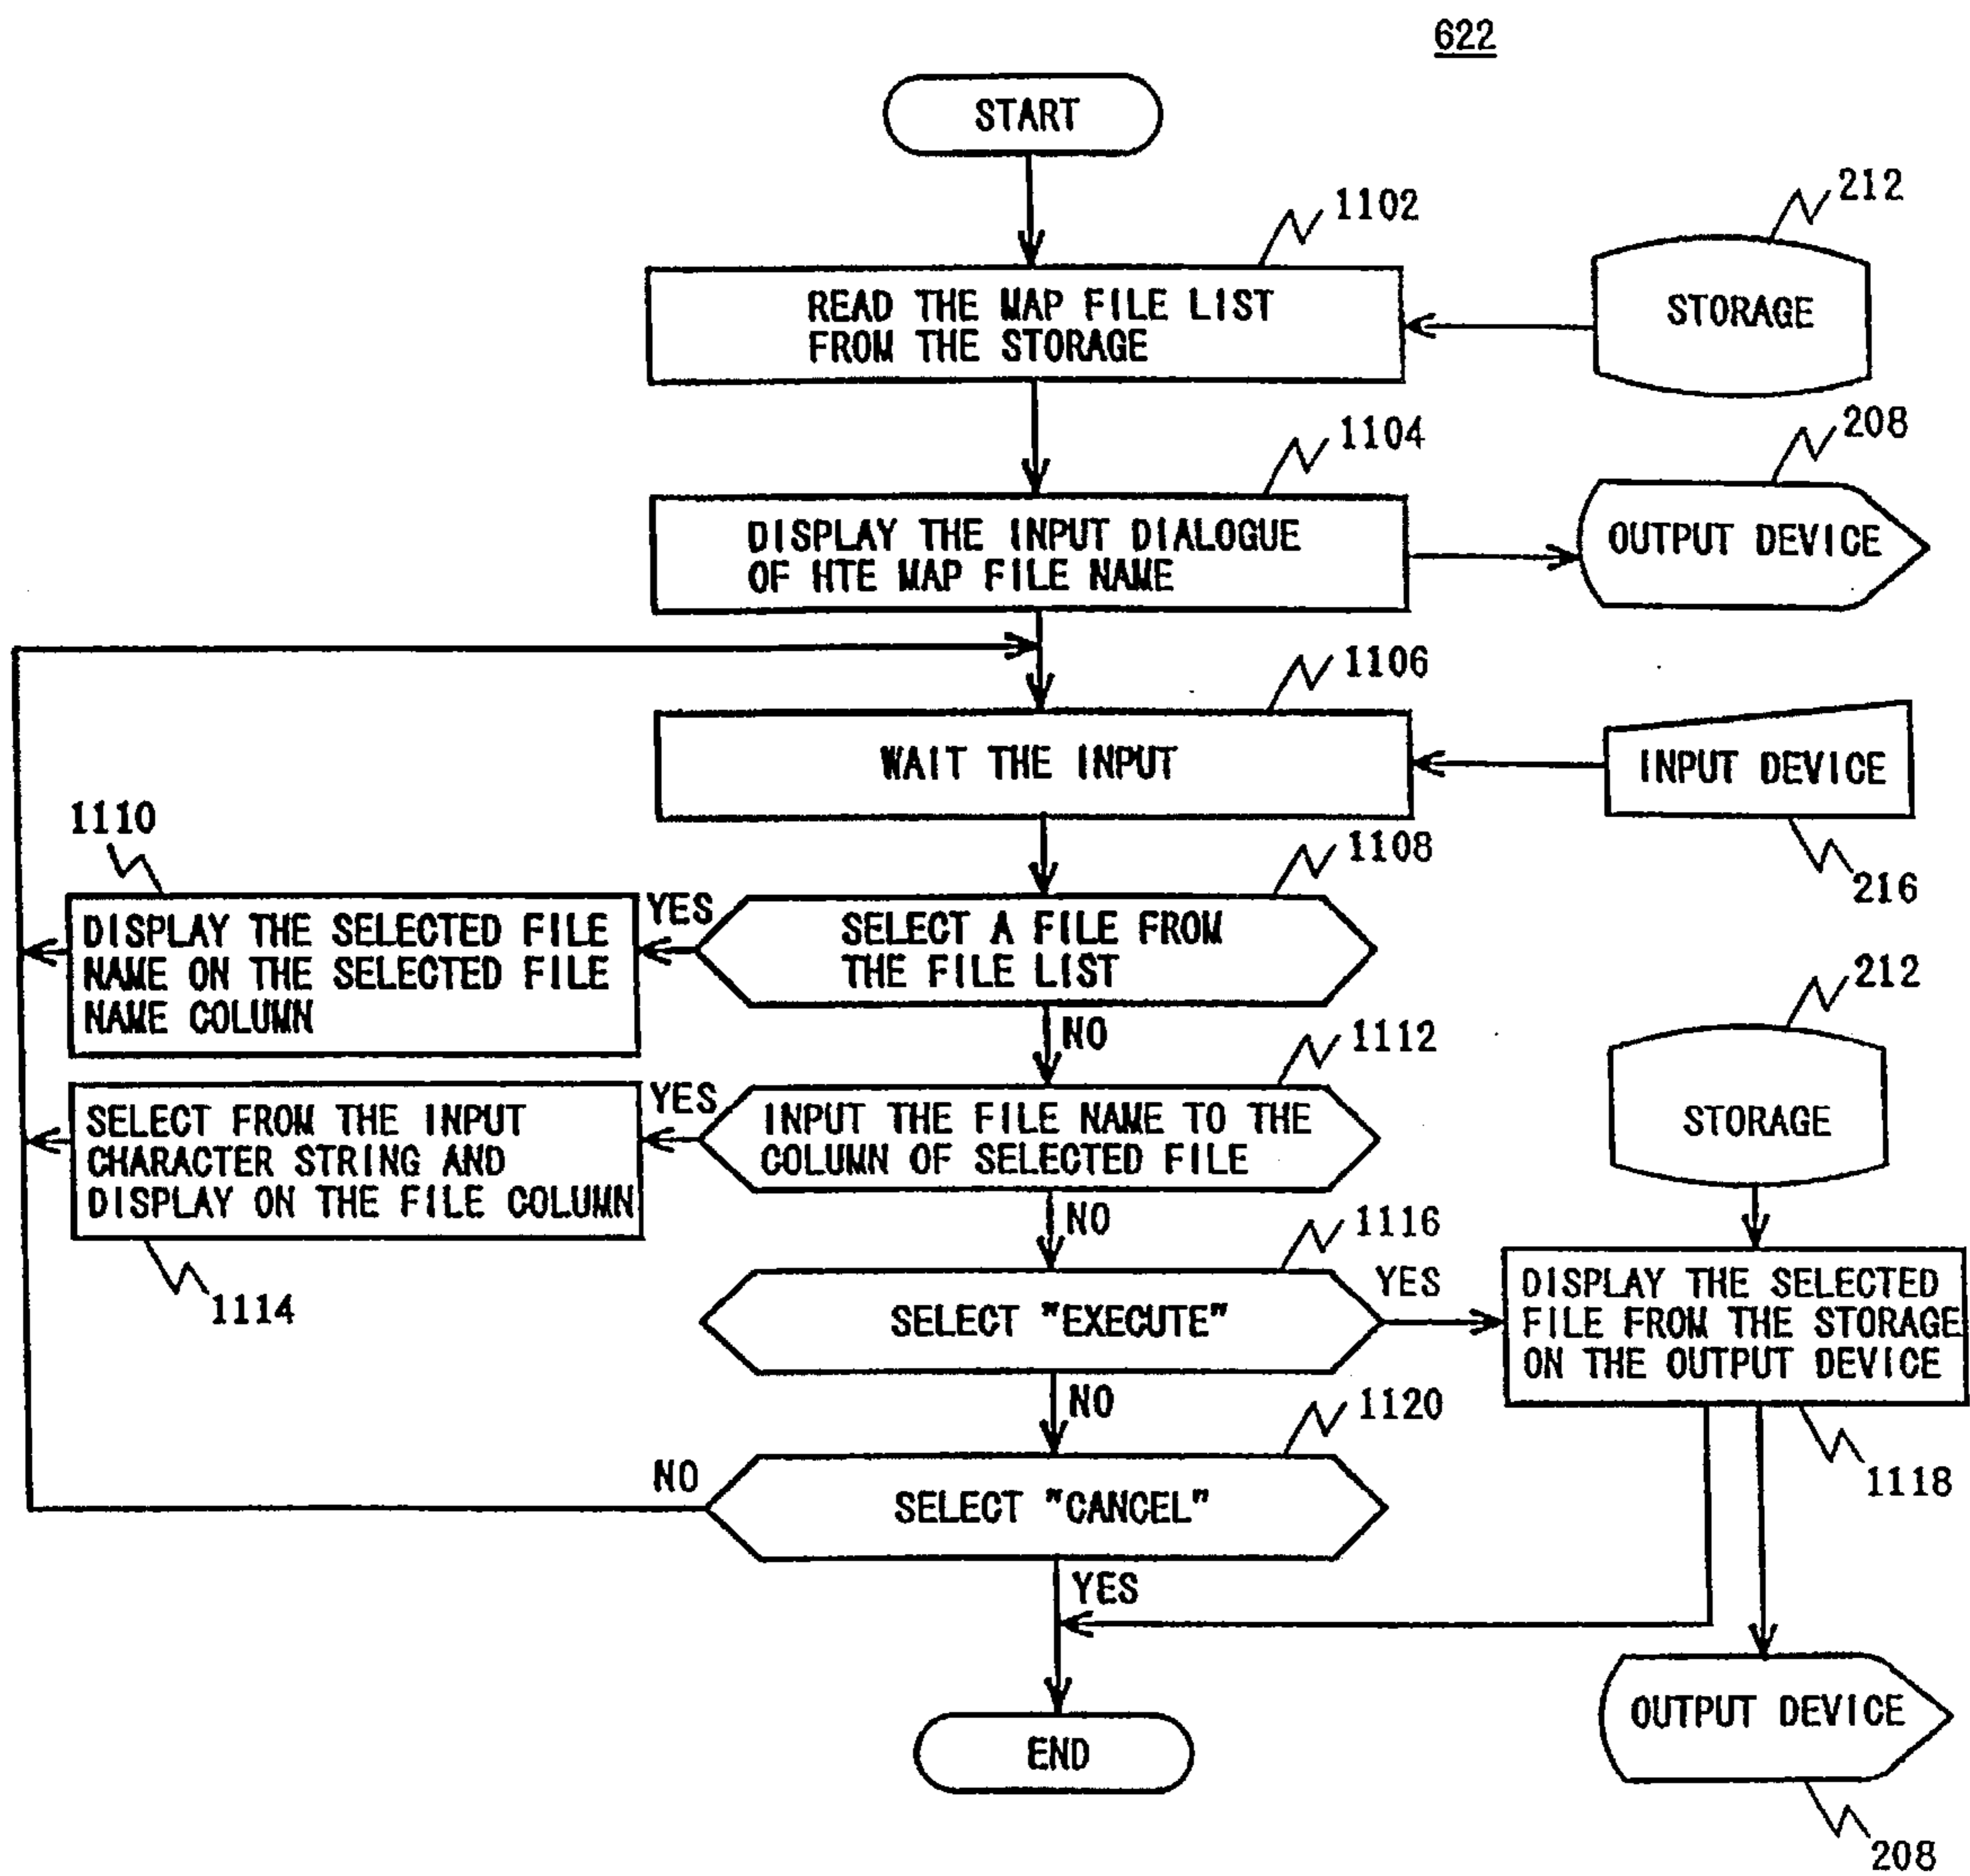 622
START
1102
212
READ THE MAP FILE LIST
FROM THE STORAGE
STORAGE
1104
208
DISPLAY THE INPUT DIALOGUE
OF HTE MAP FILE NAME
OUTPUT DEVICE
1106
WAIT THE INPUT
INPUT DEVICE
216
1110
1108
DISPLAY THE SELECTED FILE
NAME ON THE SELECTED FILE
NAME COLUMN
YES
SELECT A FILE FROM
THE FILE LIST
NO
212
1112
STORAGE
SELECT FROM THE INPUT
CHARACTER STRING AND
DISPLAY ON THE FILE COLUMN
YES
INPUT THE FILE NAME TO THE
COLUMN OF SELECTED FILE
NO
1114
1116
SELECT "EXECUTE"
YES
DISPLAY THE SELECTED
FILE FROM THE STORAGE
ON THE OUTPUT DEVICE
NO
1120
1118
NO
SELECT "CANCEL"
YES
END
OUTPUT DEVICE
208